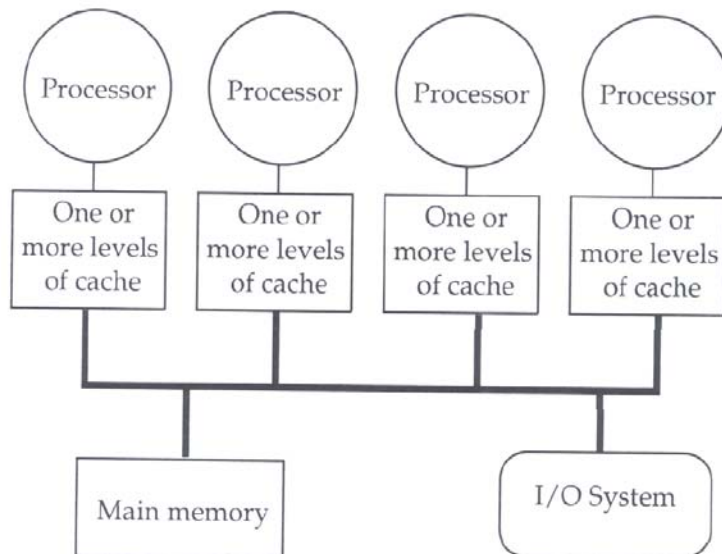 Processor
Processor
Processor
Processor
One or
more levels
of cache
One or
more levels
of cache
One or
more levels
of cache
One or
more levels
of cache
Main memory
I/O System